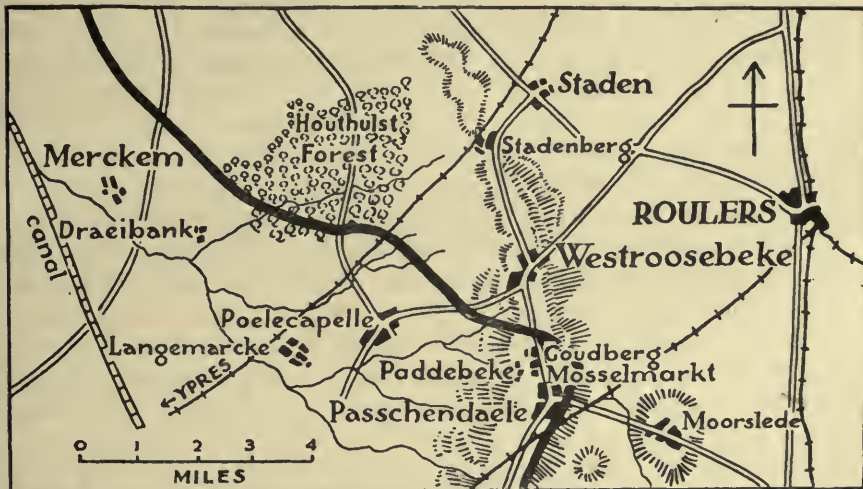 Staden
Houthulst
Forest
Stadenberg
Merckem
ROULERS
Draeibank
canal
Westroosebeke
Poelecapelle
Langemarcke
Goudberg
Paddebeke
Mosselmarkt
←YPRES
Passchendaele
Moorslede
0 1 2 3 4
MILES